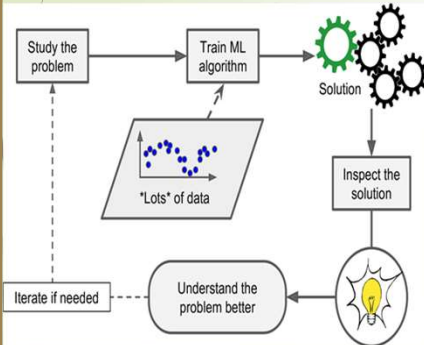 Study the
problem
Train ML
algorithm
Solution
*Lots* of data
Inspect the
solution
Understand the
problem better
Iterate if needed